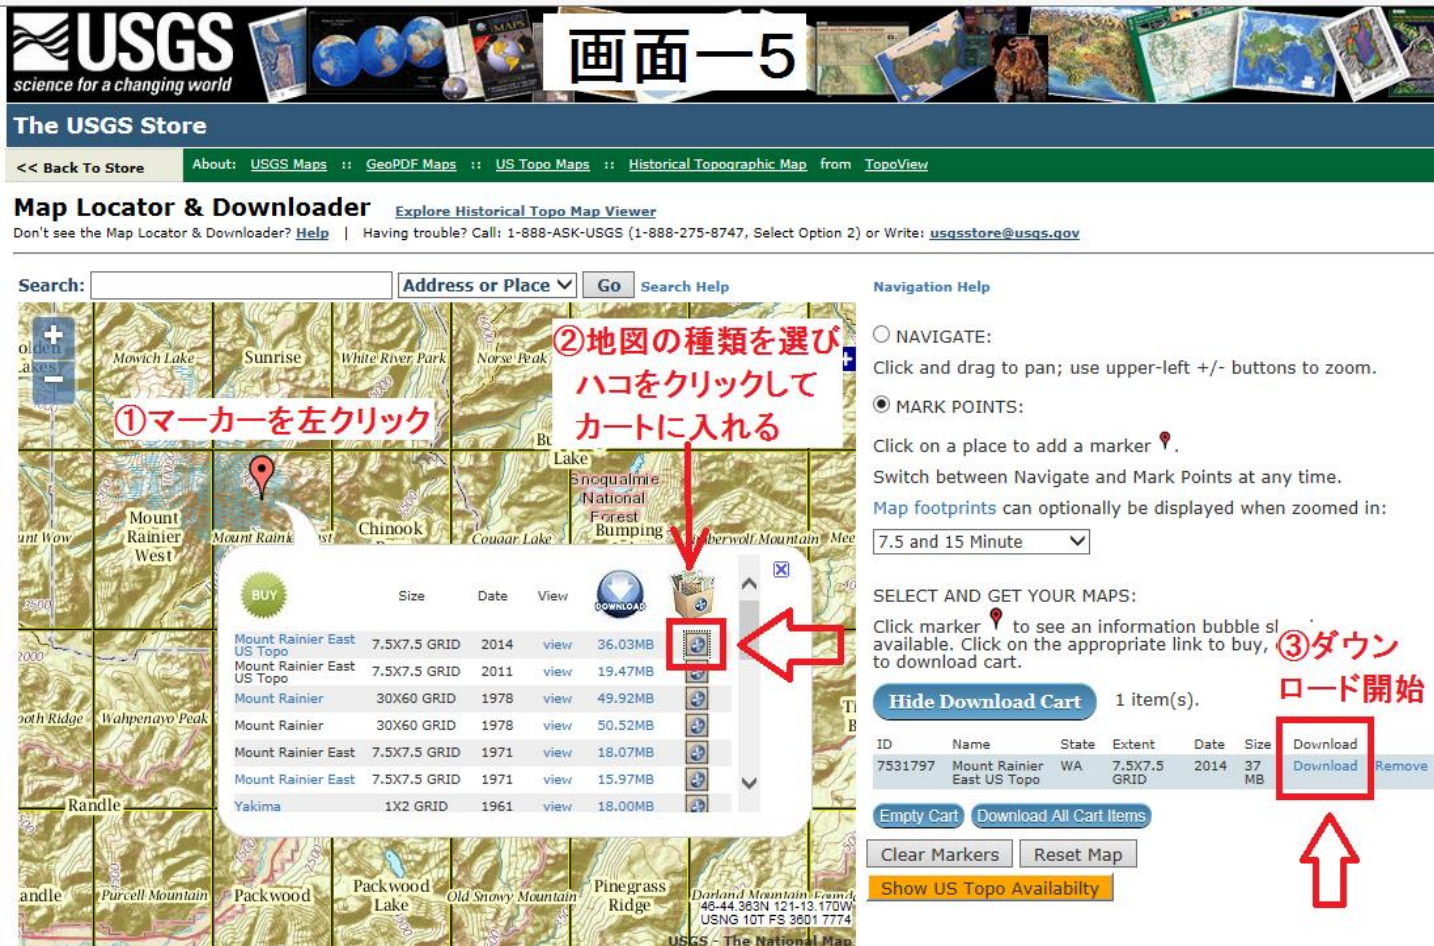 USGS
science for a changing world
画面－5
The USGS Store
<< Back To Store
About: USGS Maps :: GeoPDF Maps :: US Topo Maps :: Historical Topographic Map from TopoView
Map Locator & Downloader Explore Historical Topo Map Viewer
Don't see the Map Locator & Downloader? Help | Having trouble? Call: 1-888-ASK-USGS (1-888-275-8747, Select Option 2) or Write: usgsstore@usgs.gov
Search: Address or Place Go Search Help
Mowich Lake Sunrise White River Park Norse Peak
①マーカーを左クリック
②地図の種類を選び
ハコをクリックして
カートに入れる
Lake
Snoqualmie
National
Forest
Mount
Rainier
West
Chinook
Cougar Lake
Bumping
BUY Size Date View DOWNLOAD
Mount Rainier East
US Topo 7.5X7.5 GRID 2014 view 36.03MB
Mount Rainier East
US Topo 7.5X7.5 GRID 2011 view 19.47MB
Mount Rainier 30X60 GRID 1978 view 49.92MB
Mount Rainier 30X60 GRID 1978 view 50.52MB
Mount Rainier East 7.5X7.5 GRID 1971 view 18.07MB
Mount Rainier East 7.5X7.5 GRID 1971 view 15.97MB
Yakima 1X2 GRID 1961 view 18.00MB
Wahpenayo Peak
Randle
Purcell Mountain
Packwood
Packwood
Lake
Old Snowy Mountain
Pinegrass
Ridge
Darland Mountain
46-44.363N 121-13.170W
USNG 10T FS 3601 7774
USGS - The National Map
Navigation Help
NAVIGATE:
Click and drag to pan; use upper-left +/- buttons to zoom.
MARK POINTS:
Click on a place to add a marker .
Switch between Navigate and Mark Points at any time.
Map footprints can optionally be displayed when zoomed in:
7.5 and 15 Minute
SELECT AND GET YOUR MAPS:
Click marker to see an information bubble
available. Click on the appropriate link to buy,
to download cart.
③ダウン
ロード開始
Hide Download Cart 1 item(s).
ID Name State Extent Date Size Download
7531797 Mount Rainier
East US Topo WA 7.5X7.5
GRID 2014 37
MB Download Remove
Empty Cart Download All Cart Items
Clear Markers Reset Map
Show US Topo Availabilty